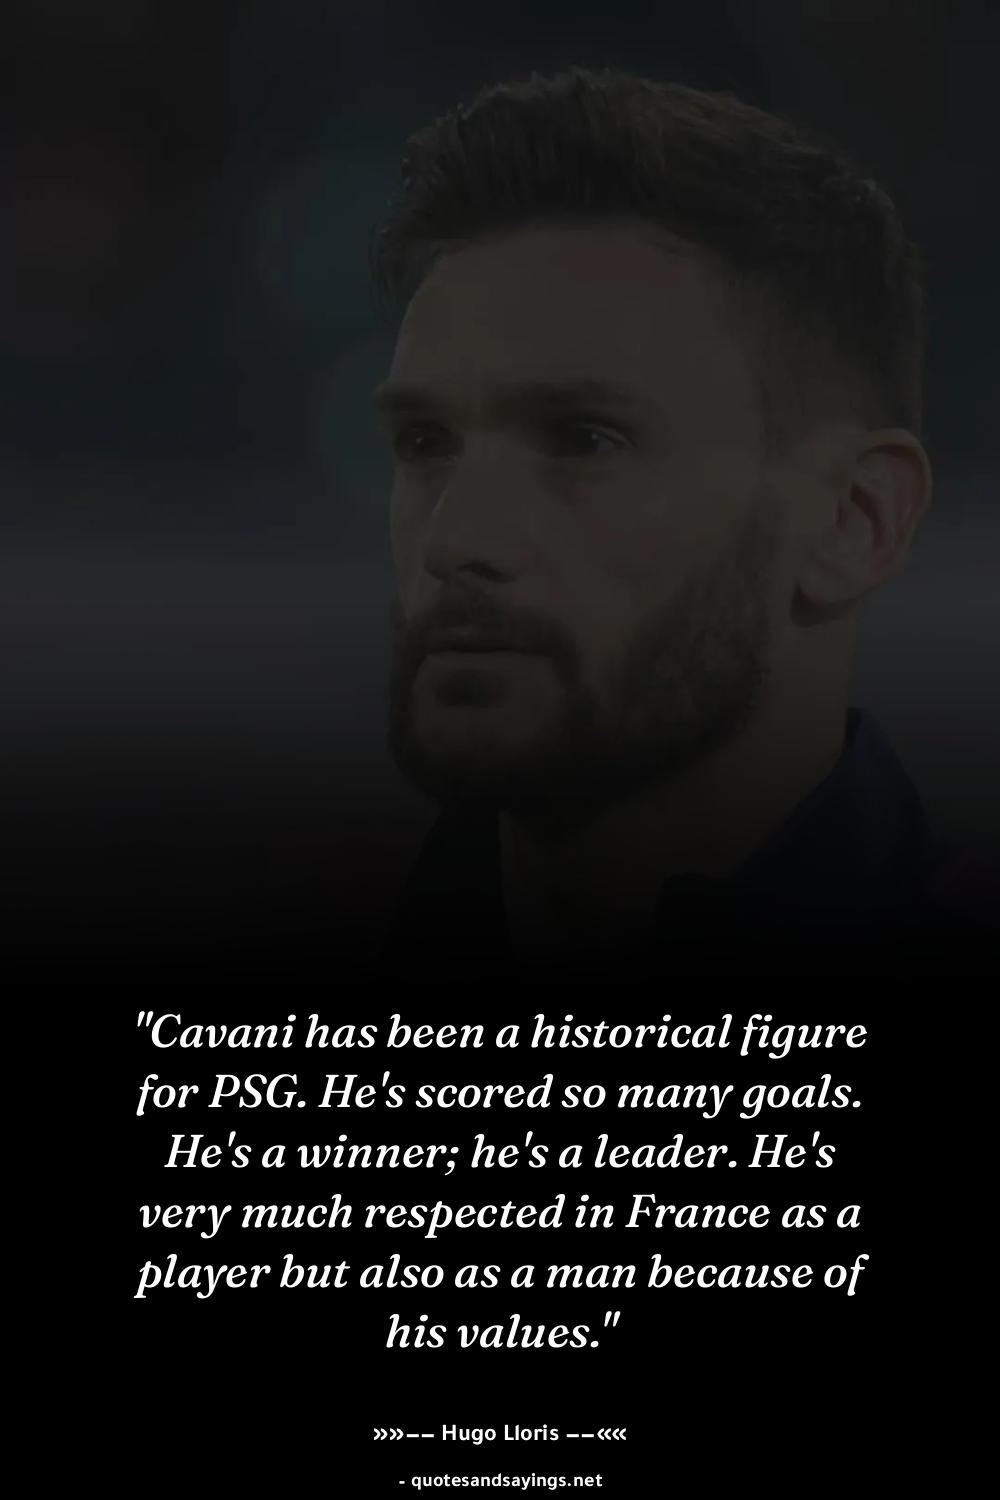 "Cavani has been a historical figure
for PSG. He's scored so many goals.
He's a winner; he's a leader. He's
very much respected in France as a
player but also as a man because of
his values."
»»−− Hugo Lloris −−««
- quotesandsayings.net